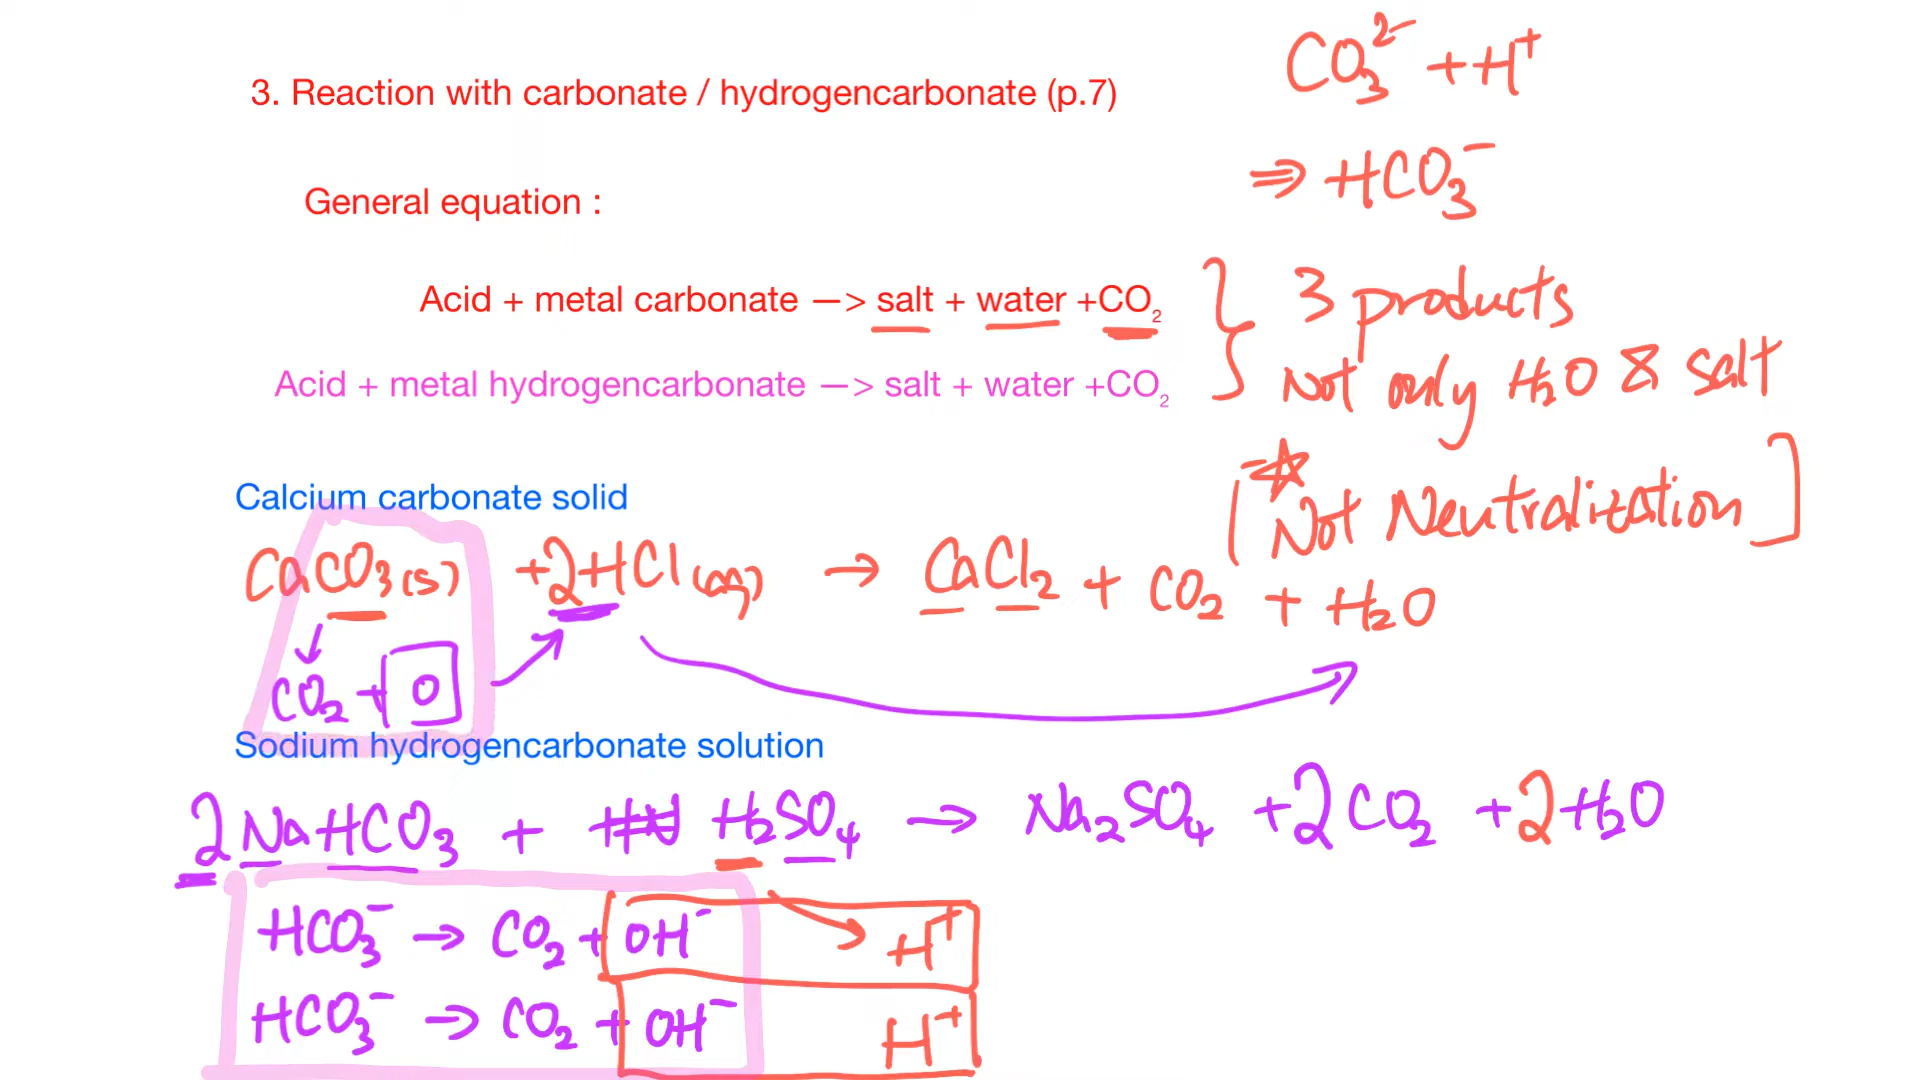 CO₃²⁻ + H⁺
3. Reaction with carbonate / hydrogencarbonate (p.7)
⇒ HCO₃⁻
General equation :
Acid + metal carbonate —> salt + water +CO₂
} 3 products
Acid + metal hydrogencarbonate —> salt + water +CO₂
Not only H₂O & salt
[☆ Not Neutralization]
Calcium carbonate solid
CaCO₃(s) + 2HCl(aq) → CaCl₂ + CO₂ + H₂O
↓
CO₂ + O
Sodium hydrogencarbonate solution
2NaHCO₃ + H₂SO₄ → Na₂SO₄ + 2CO₂ + 2H₂O
HCO₃⁻ → CO₂ + OH⁻ H⁺
HCO₃⁻ → CO₂ + OH⁻ H⁺